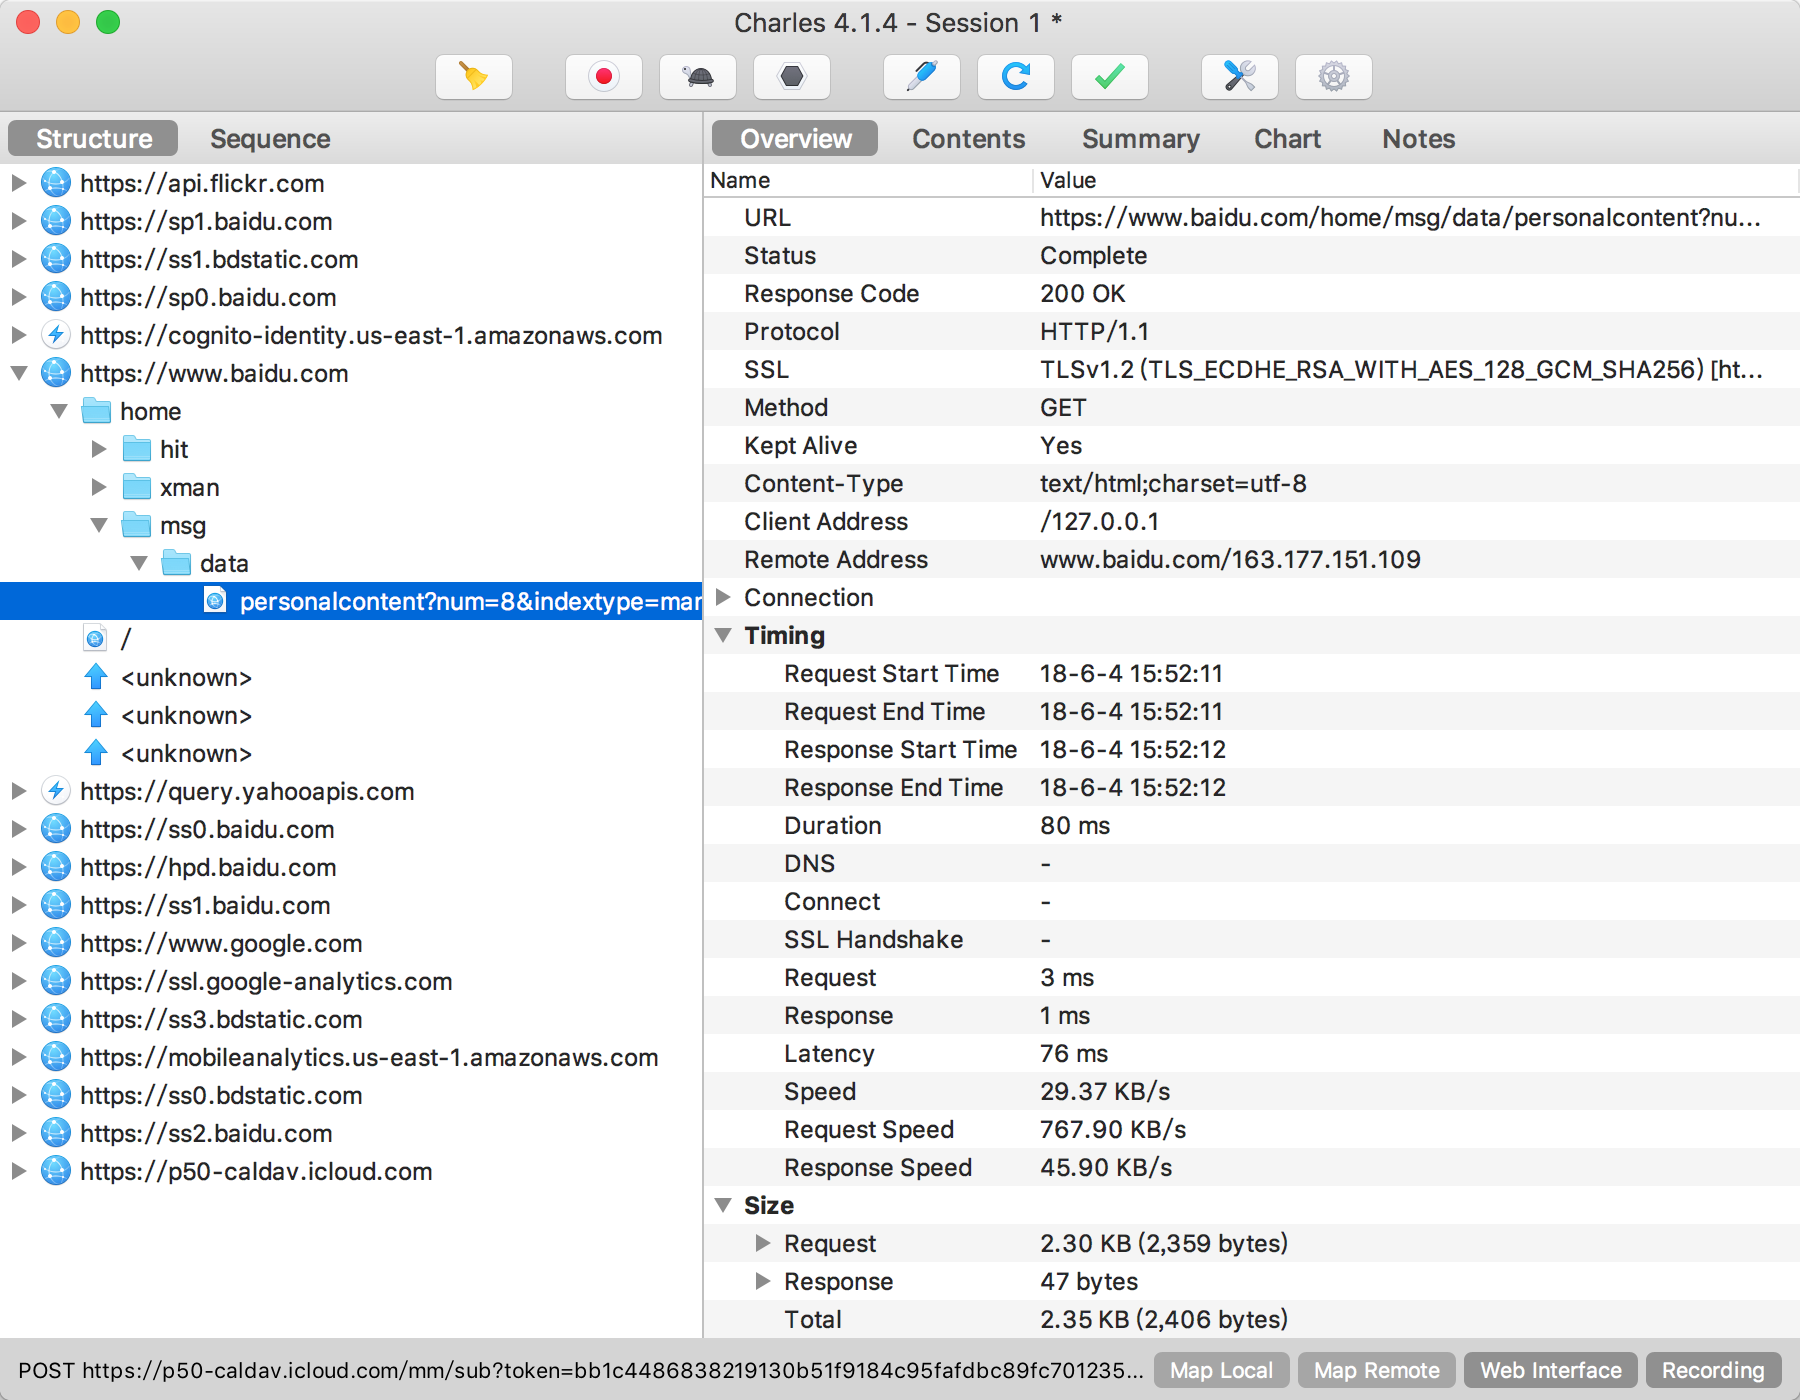 Charles 4.1.4 - Session 1 *
Structure Sequence
Overview Contents Summary Chart Notes
https://api.flickr.com
https://sp1.baidu.com
https://ss1.bdstatic.com
https://sp0.baidu.com
https://cognito-identity.us-east-1.amazonaws.com
https://www.baidu.com
home
hit
xman
msg
data
personalcontent?num=8&indextype=mar
/
<unknown>
<unknown>
<unknown>
https://query.yahooapis.com
https://ss0.baidu.com
https://hpd.baidu.com
https://ss1.baidu.com
https://www.google.com
https://ssl.google-analytics.com
https://ss3.bdstatic.com
https://mobileanalytics.us-east-1.amazonaws.com
https://ss0.bdstatic.com
https://ss2.baidu.com
https://p50-caldav.icloud.com
Name Value
URL https://www.baidu.com/home/msg/data/personalcontent?nu...
Status Complete
Response Code 200 OK
Protocol HTTP/1.1
SSL TLSv1.2 (TLS_ECDHE_RSA_WITH_AES_128_GCM_SHA256) [ht...
Method GET
Kept Alive Yes
Content-Type text/html;charset=utf-8
Client Address /127.0.0.1
Remote Address www.baidu.com/163.177.151.109
Connection
Timing
Request Start Time 18-6-4 15:52:11
Request End Time 18-6-4 15:52:11
Response Start Time 18-6-4 15:52:12
Response End Time 18-6-4 15:52:12
Duration 80 ms
DNS -
Connect -
SSL Handshake -
Request 3 ms
Response 1 ms
Latency 76 ms
Speed 29.37 KB/s
Request Speed 767.90 KB/s
Response Speed 45.90 KB/s
Size
Request 2.30 KB (2,359 bytes)
Response 47 bytes
Total 2.35 KB (2,406 bytes)
POST https://p50-caldav.icloud.com/mm/sub?token=bb1c4486838219130b51f9184c95fafdbc89fc701235... Map Local Map Remote Web Interface Recording